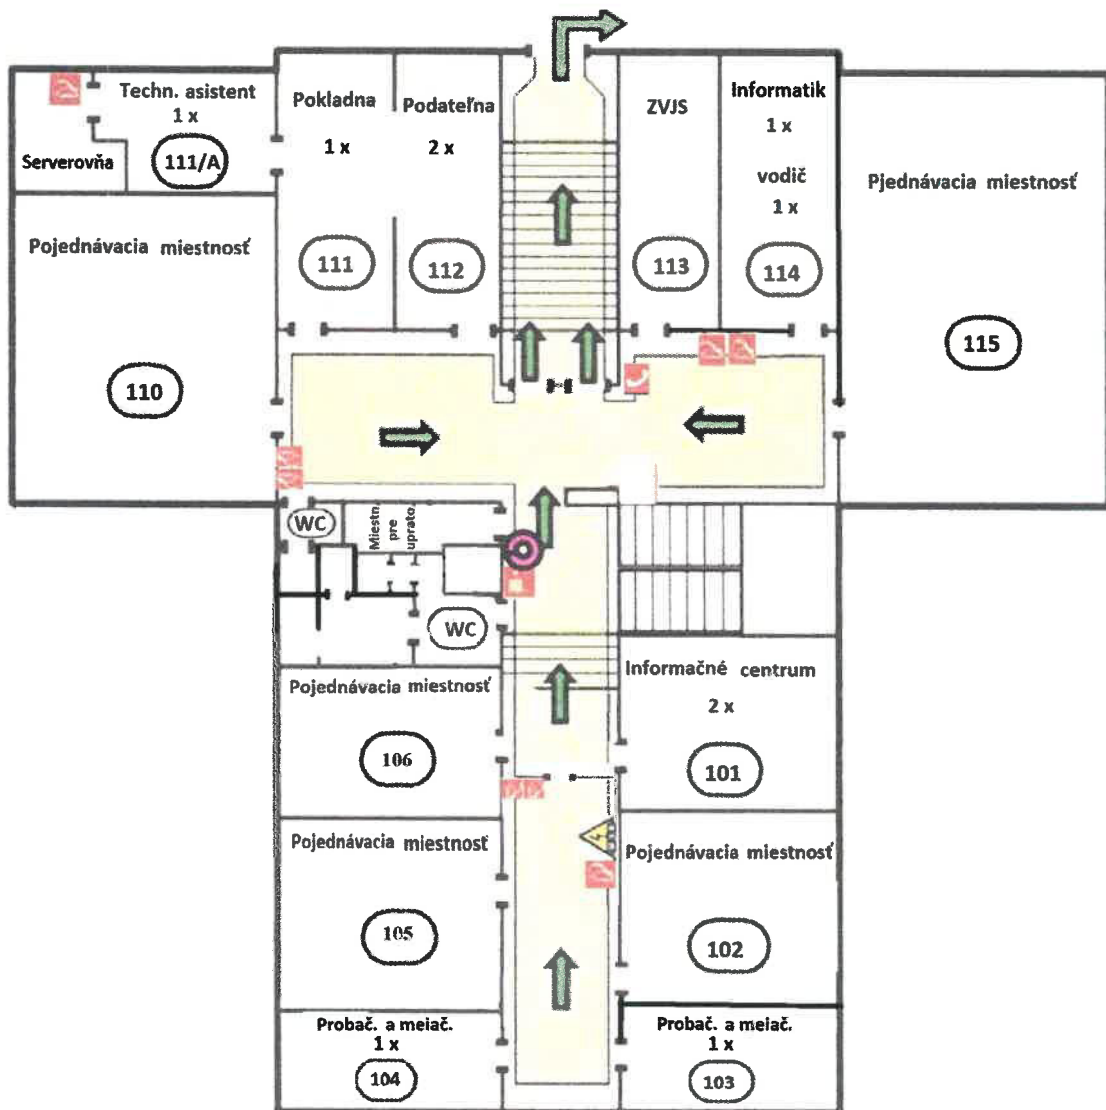 Techn. asistent
1 x
111/A
Serverovňa
Pokladna
1 x
111
Podateľna
2 x
112
ZVJS
113
Informatik
1 x
vodič
1 x
114
Pjednávacia miestnosť
115
Pojednávacia miestnosť
110
WC
Miestn.
pre
uprato.
WC
Pojednávacia miestnosť
106
Informačné centrum
2 x
101
Pojednávacia miestnosť
105
Pojednávacia miestnosť
102
Probač. a meiač.
1 x
104
Probač. a meiač.
1 x
103